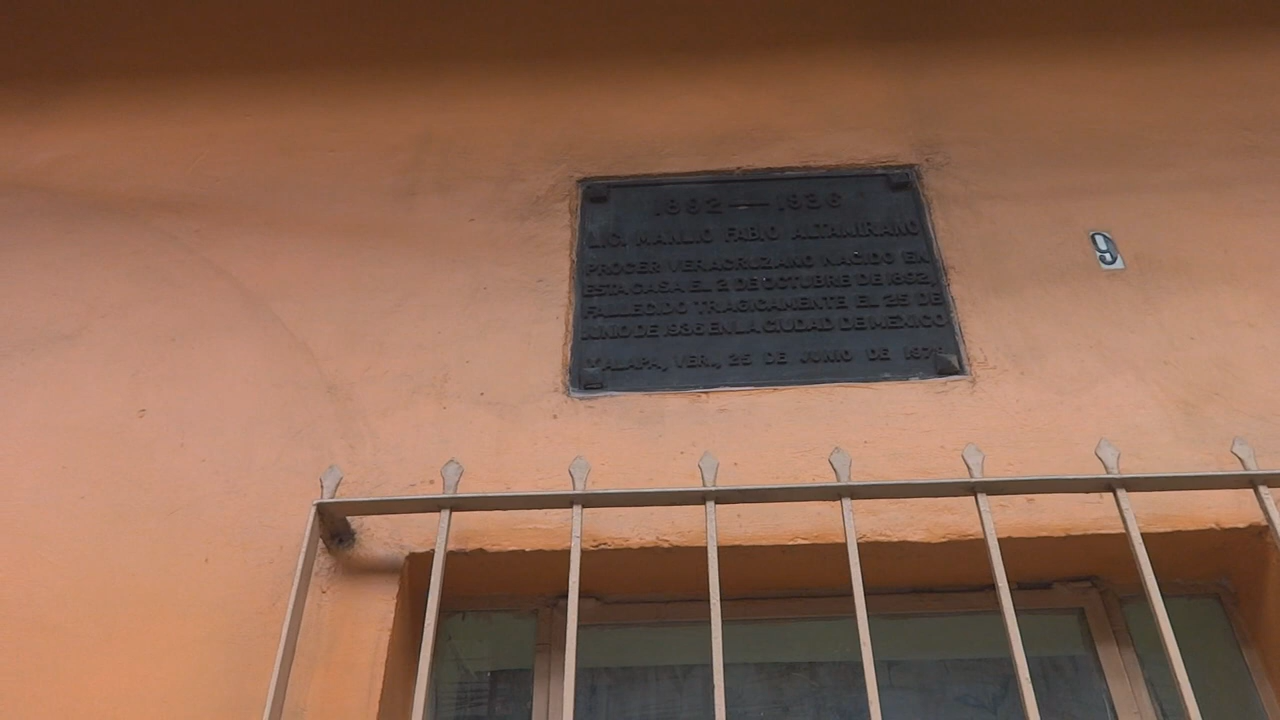 1892 — 1936
LIC. MANLIO FABIO ALTAMIRANO
PROCER VERACRUZANO NACIDO EN
ESTA CASA EL 2 DE OCTUBRE DE 1892,
FALLECIDO TRAGICAMENTE EL 25 DE
JUNIO DE 1936 EN LA CIUDAD DE MEXICO
XALAPA, VER., 25 DE JUNIO DE
9